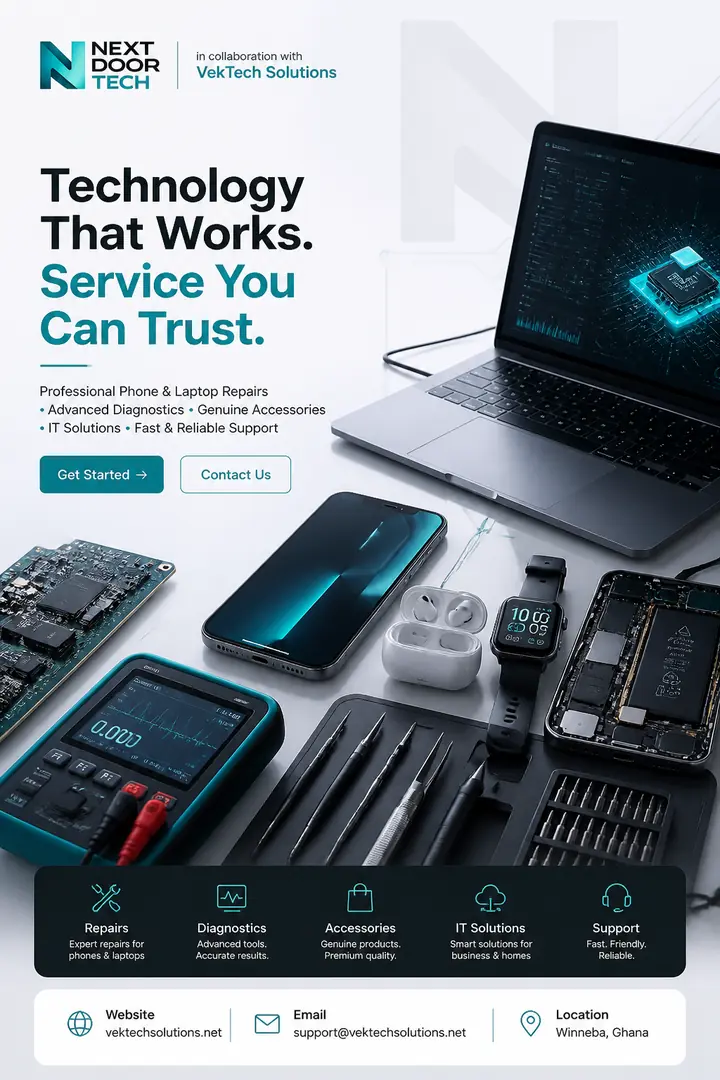 NEXT
DOOR
TECH
in collaboration with
VekTech Solutions
Technology
That Works.
Service You
Can Trust.
Professional Phone & Laptop Repairs
• Advanced Diagnostics • Genuine Accessories
• IT Solutions • Fast & Reliable Support
Get Started →
Contact Us
10:00
09
0.000
Repairs
Expert repairs for
phones & laptops
Diagnostics
Advanced tools.
Accurate results.
Accessories
Genuine products.
Premium quality.
IT Solutions
Smart solutions for
business & homes
Support
Fast. Friendly.
Reliable.
Website
vektechsolutions.net
Email
support@vektechsolutions.net
Location
Winneba, Ghana